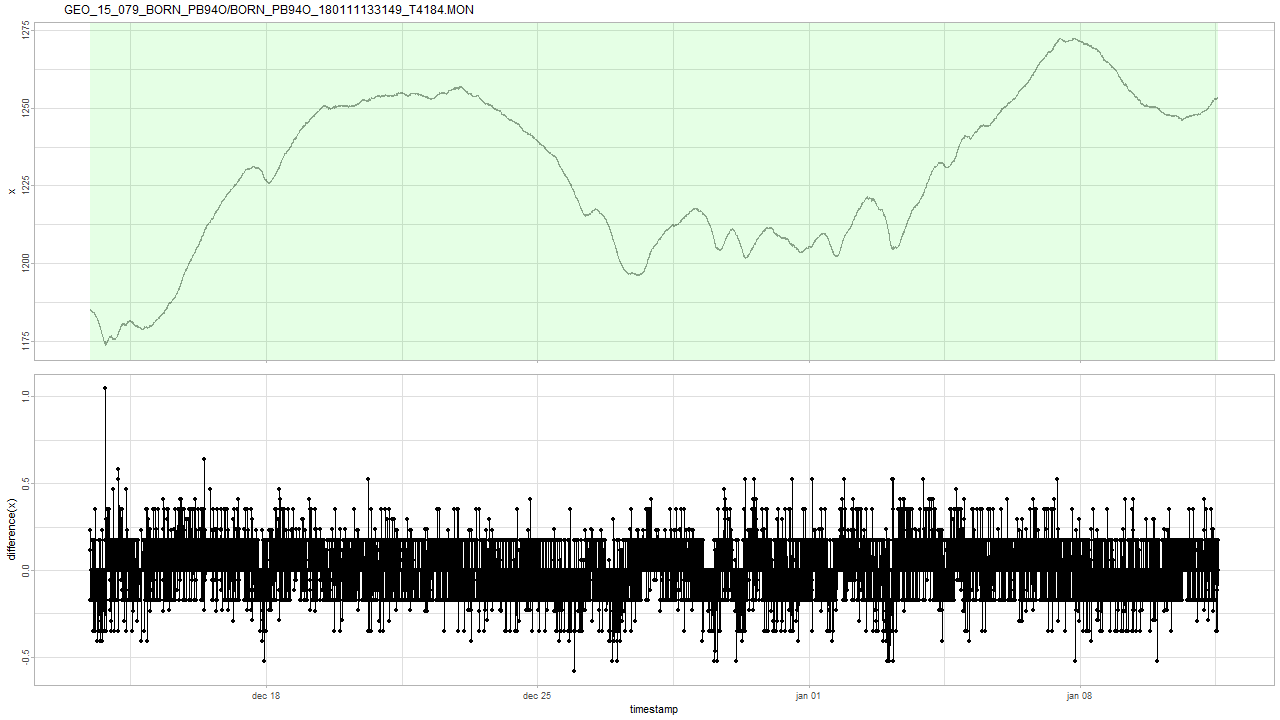 GEO_15_079_BORN_PB94O/BORN_PB94O_180111133149_T4184.MON
1275
1250
1225
1200
1175
x
1.0
0.5
0.0
-0.5
difference(x)
dec 18 dec 25 jan 01 jan 08
timestamp